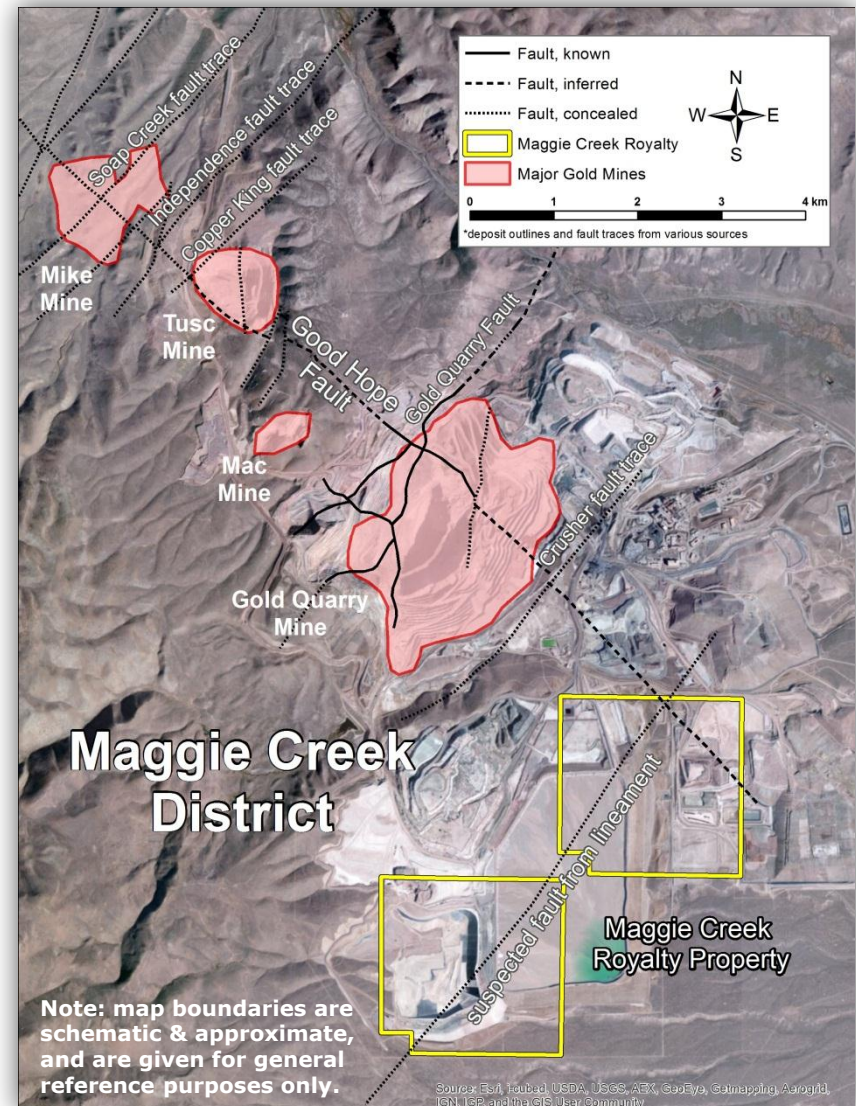 Fault, known
Fault, inferred
Fault, concealed
Maggie Creek Royalty
Major Gold Mines
N
W E
S
0 1 2 3 4 km
*deposit outlines and fault traces from various sources
Soap Creek fault trace
Independence fault trace
Copper King fault trace
Mike
Mine
Tusc
Mine
Good Hope
Fault
Gold Quarry Fault
Mac
Mine
Crusher fault trace
Gold Quarry
Mine
Maggie Creek
District
suspected fault from lineament
Maggie Creek
Royalty Property
Note: map boundaries are
schematic & approximate,
and are given for general
reference purposes only.
Source: Esri, i-cubed, USDA, USGS, AEX, GeoEye, Getmapping, Aerogrid,
IGN, IGP, and the GIS User Community